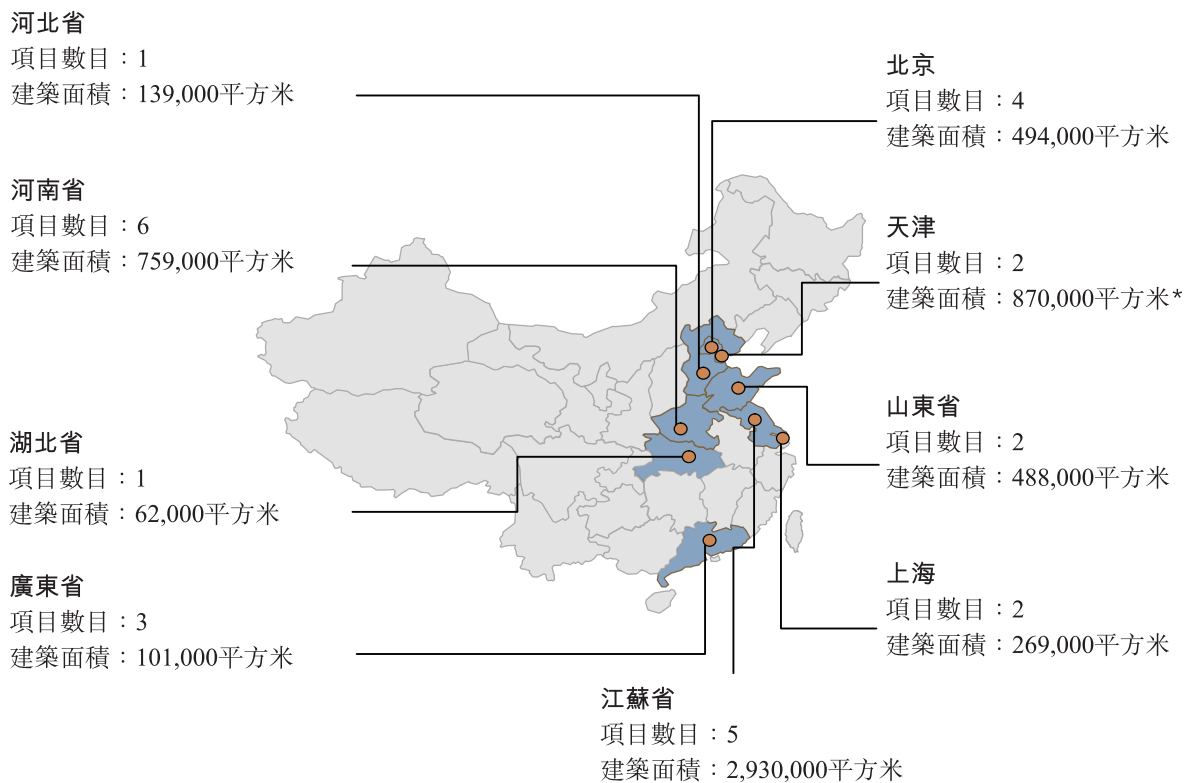 河北省
項目數目：1
建築面積：139,000平方米
河南省
項目數目：6
建築面積：759,000平方米
湖北省
項目數目：1
建築面積：62,000平方米
廣東省
項目數目：3
建築面積：101,000平方米
北京
項目數目：4
建築面積：494,000平方米
天津
項目數目：2
建築面積：870,000平方米*
山東省
項目數目：2
建築面積：488,000平方米
上海
項目數目：2
建築面積：269,000平方米
江蘇省
項目數目：5
建築面積：2,930,000平方米